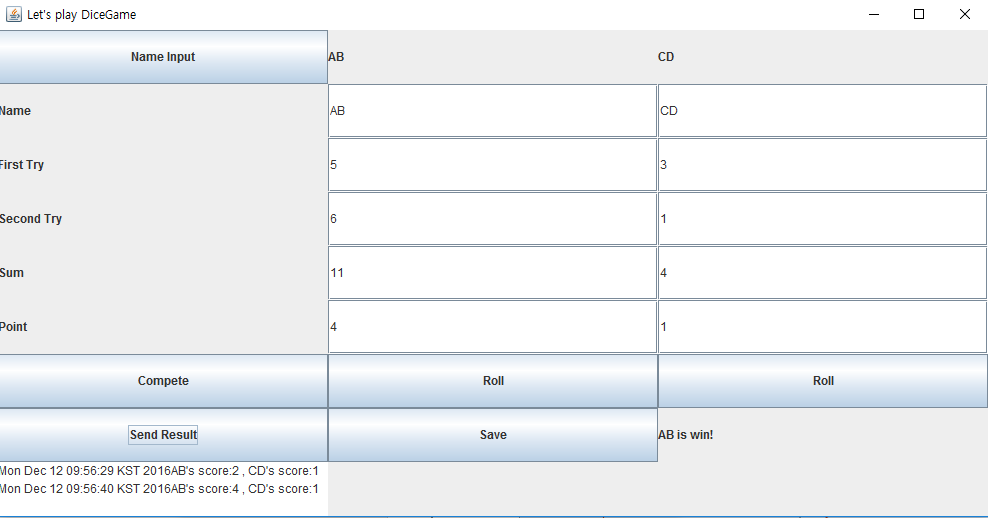 Let's play DiceGame
Name Input AB CD
Name AB CD
First Try 5 3
Second Try 6 1
Sum 11 4
Point 4 1
Compete Roll Roll
Send Result Save AB is win!
Mon Dec 12 09:56:29 KST 2016AB's score:2 , CD's score:1
Mon Dec 12 09:56:40 KST 2016AB's score:4 , CD's score:1